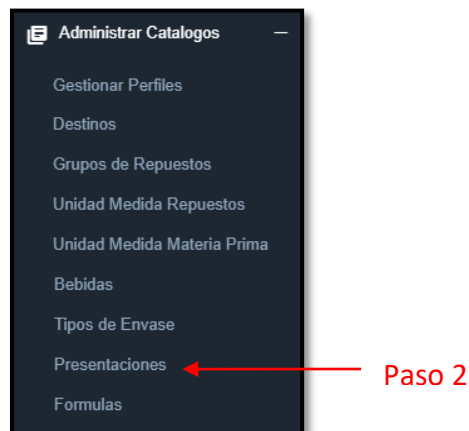 Administrar Catalogos
Gestionar Perfiles
Destinos
Grupos de Repuestos
Unidad Medida Repuestos
Unidad Medida Materia Prima
Bebidas
Tipos de Envase
Presentaciones
Paso 2
Formulas